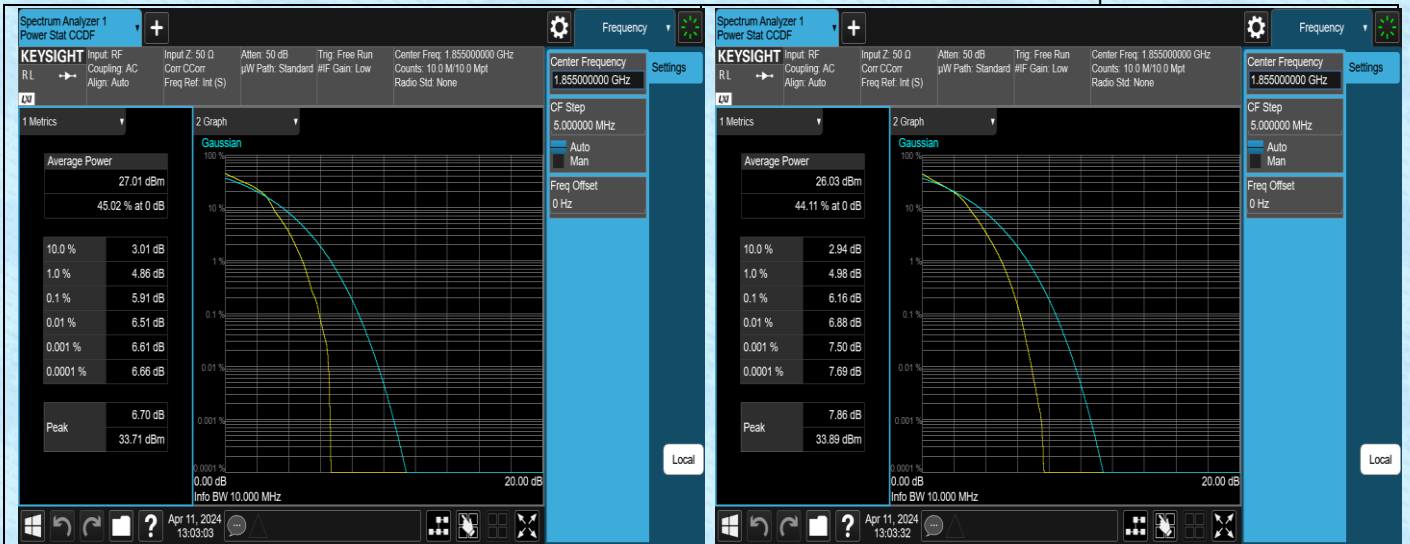 Spectrum Analyzer 1
Power Stat CCDF
+
Frequency
KEYSIGHT
RL
LXI
Input: RF
Coupling: AC
Align: Auto
Input Z: 50 Ω
Corr CCorr
Freq Ref: Int (S)
Atten: 50 dB
µW Path: Standard
Trig: Free Run
#IF Gain: Low
Center Freq: 1.855000000 GHz
Counts: 10.0 M/10.0 Mpt
Radio Std: None
Center Frequency
1.855000000 GHz
Settings
CF Step
5.000000 MHz
Auto
Man
Freq Offset
0 Hz
1 Metrics
2 Graph
Average Power
27.01 dBm
45.02 % at 0 dB
10.0 % 3.01 dB
1.0 % 4.86 dB
0.1 % 5.91 dB
0.01 % 6.51 dB
0.001 % 6.61 dB
0.0001 % 6.66 dB
Peak
6.70 dB
33.71 dBm
Gaussian
100 %
10 %
1 %
0.1 %
0.01 %
0.001 %
0.0001 %
0.00 dB 20.00 dB
Info BW 10.000 MHz
Local
?
Apr 11, 2024
13:03:03
Spectrum Analyzer 1
Power Stat CCDF
+
Frequency
KEYSIGHT
RL
LXI
Input: RF
Coupling: AC
Align: Auto
Input Z: 50 Ω
Corr CCorr
Freq Ref: Int (S)
Atten: 50 dB
µW Path: Standard
Trig: Free Run
#IF Gain: Low
Center Freq: 1.855000000 GHz
Counts: 10.0 M/10.0 Mpt
Radio Std: None
Center Frequency
1.855000000 GHz
Settings
CF Step
5.000000 MHz
Auto
Man
Freq Offset
0 Hz
1 Metrics
2 Graph
Average Power
26.03 dBm
44.11 % at 0 dB
10.0 % 2.94 dB
1.0 % 4.98 dB
0.1 % 6.16 dB
0.01 % 6.88 dB
0.001 % 7.50 dB
0.0001 % 7.69 dB
Peak
7.86 dB
33.89 dBm
Gaussian
100 %
10 %
1 %
0.1 %
0.01 %
0.001 %
0.0001 %
0.00 dB 20.00 dB
Info BW 10.000 MHz
Local
?
Apr 11, 2024
13:03:32